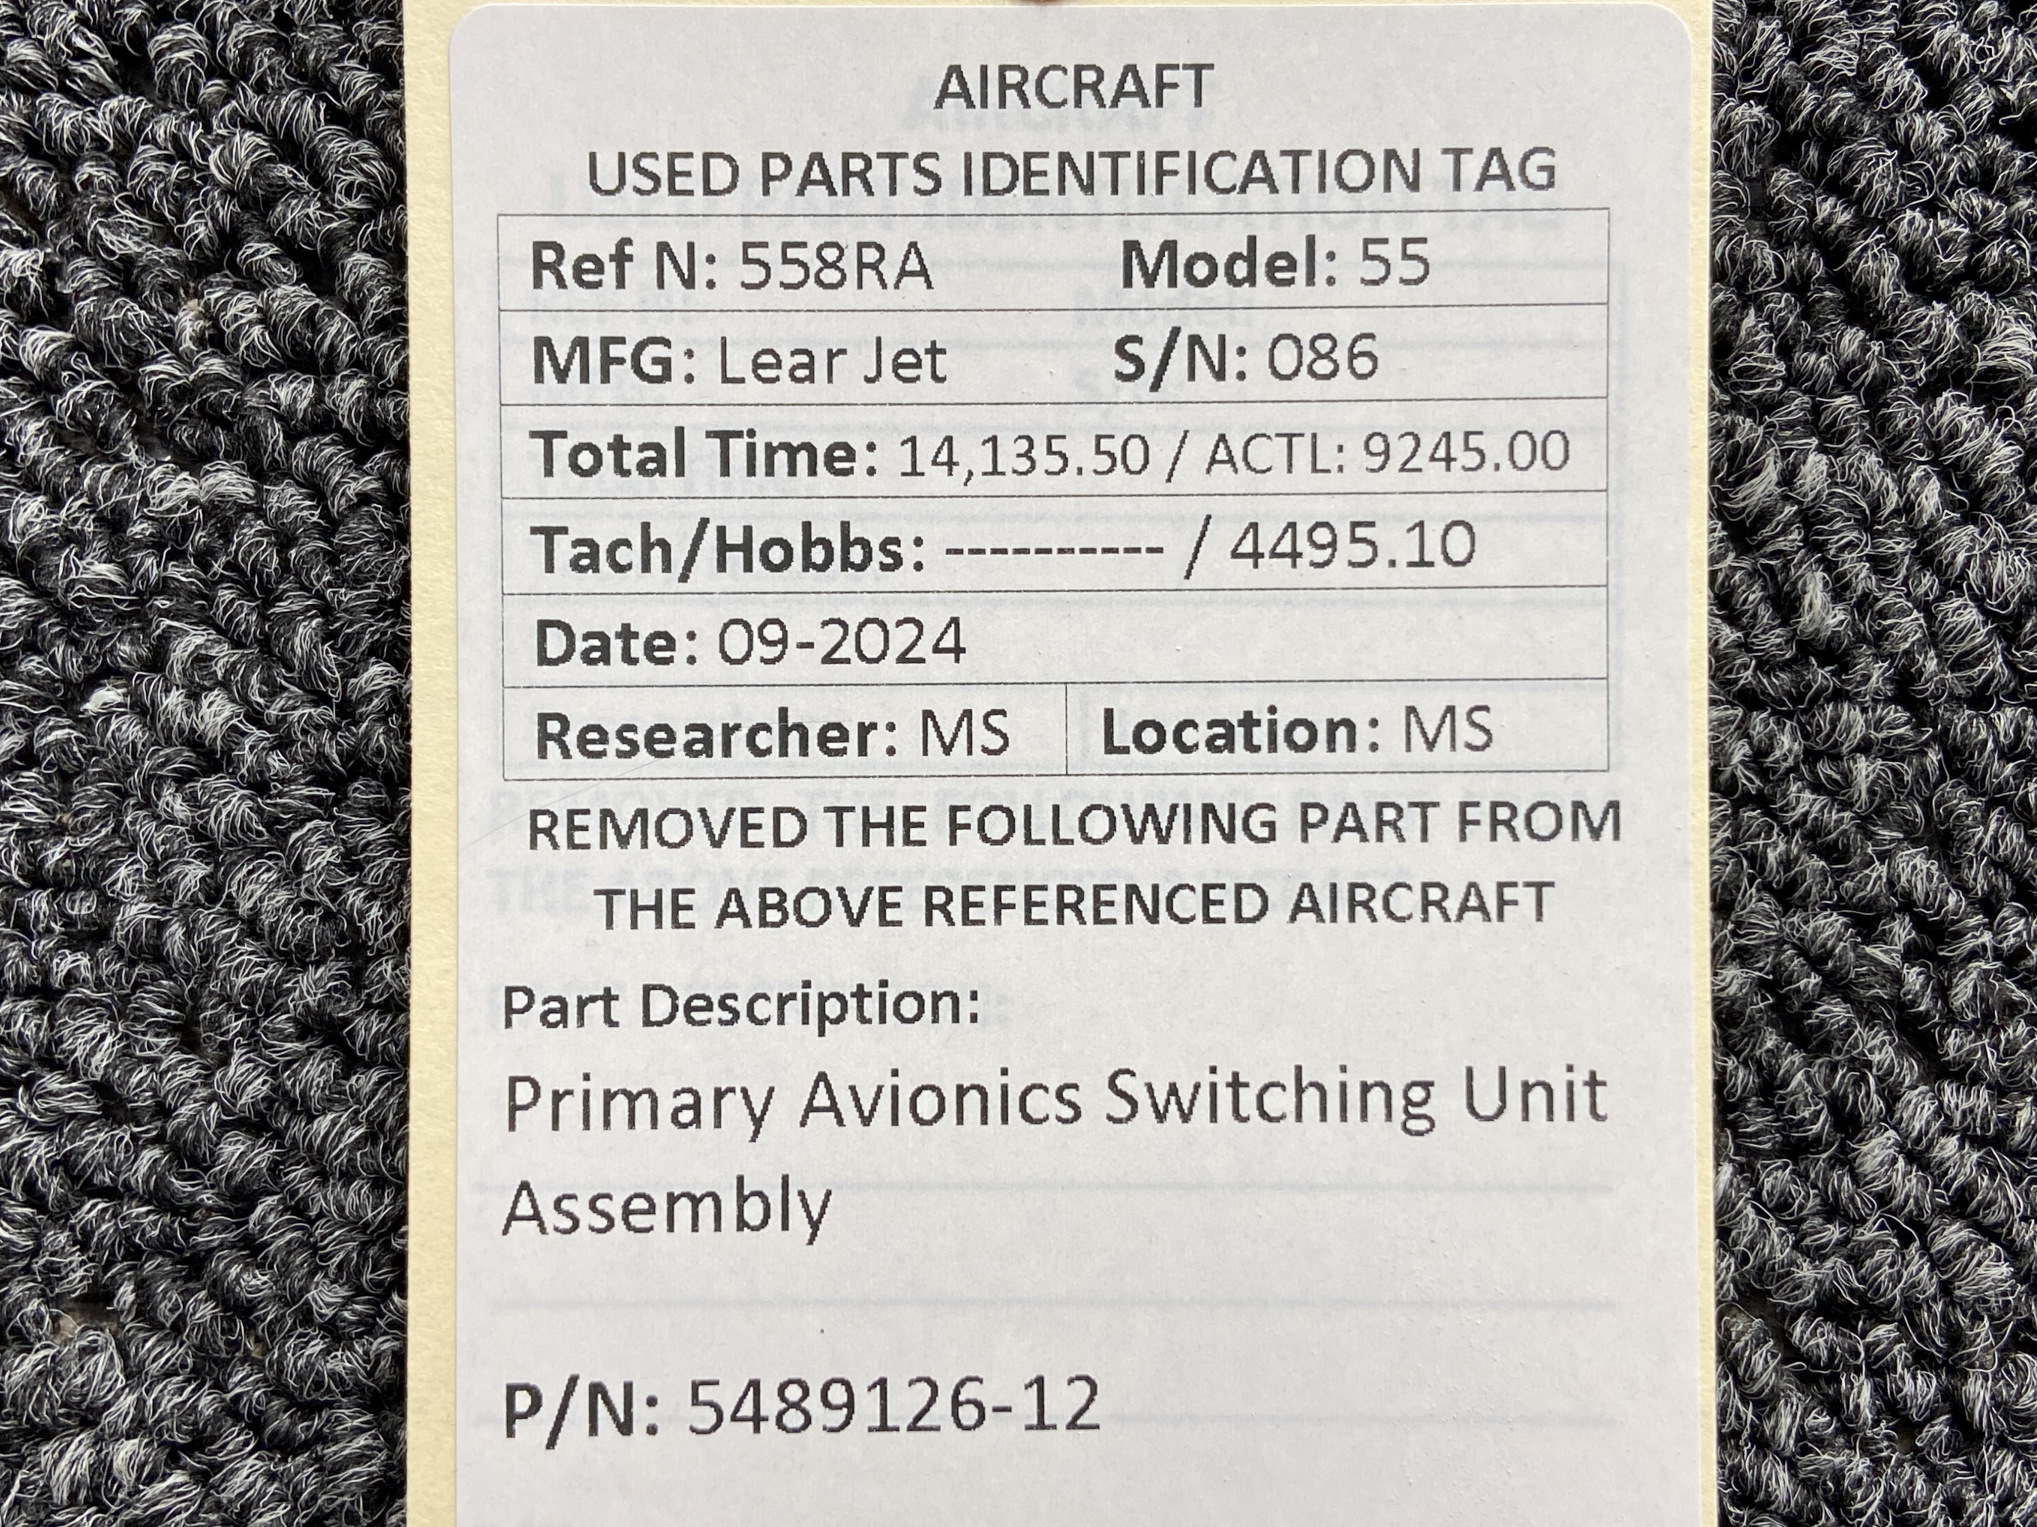 AIRCRAFT
USED PARTS IDENTIFICATION TAG
Ref N: 558RA Model: 55
MFG: Lear Jet S/N: 086
Total Time: 14,135.50 / ACTL: 9245.00
Tach/Hobbs: ---------- / 4495.10
Date: 09-2024
Researcher: MS Location: MS
REMOVED THE FOLLOWING PART FROM
THE ABOVE REFERENCED AIRCRAFT
Part Description:
Primary Avionics Switching Unit
Assembly
P/N: 5489126-12